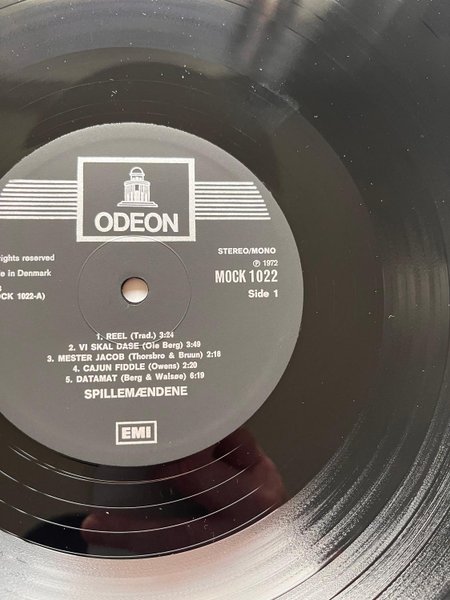 ODEON
rights reserved
STEREO/MONO
in Denmark
℗ 1972
MOCK 1022
OCK 1022-A)
Side 1
1. REEL (Trad.) 3:24
2. VI SKAL DASE (Ole Berg) 3:49
3. MESTER JACOB (Thorsbro & Bruun) 2:18
4. CAJUN FIDDLE (Owens) 2:20
5. DATAMAT (Berg & Walsøe) 6:19
SPILLEMÆNDENE
EMI